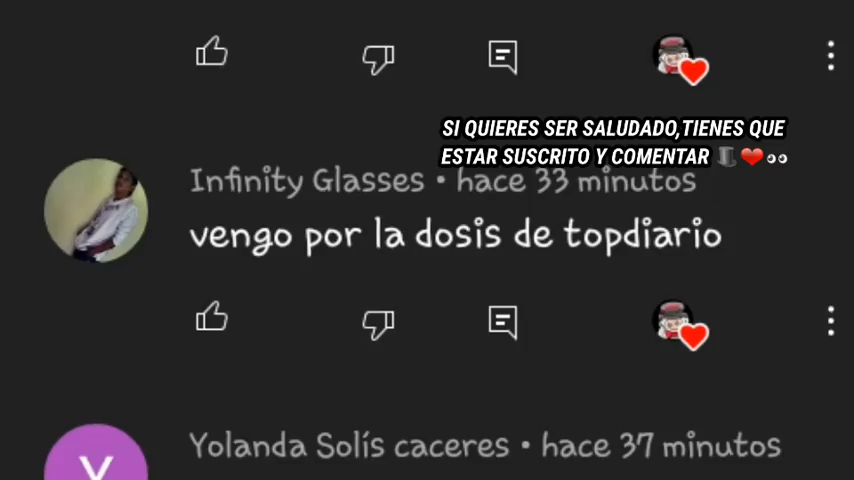 SI QUIERES SER SALUDADO,TIENES QUE
ESTAR SUSCRITO Y COMENTAR 🎩❤️👀
Infinity Glasses • hace 33 minutos
vengo por la dosis de topdiario
Y
Yolanda Solís caceres • hace 37 minutos